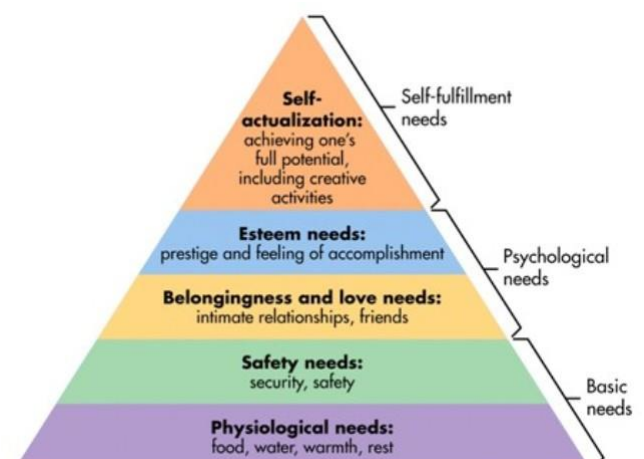 Self-
actualization:
achieving one's
full potential,
including creative
activities
Self-fulfillment
needs
Esteem needs:
prestige and feeling of accomplishment
Psychological
needs
Belongingness and love needs:
intimate relationships, friends
Safety needs:
security, safety
Basic
needs
Physiological needs:
food, water, warmth, rest